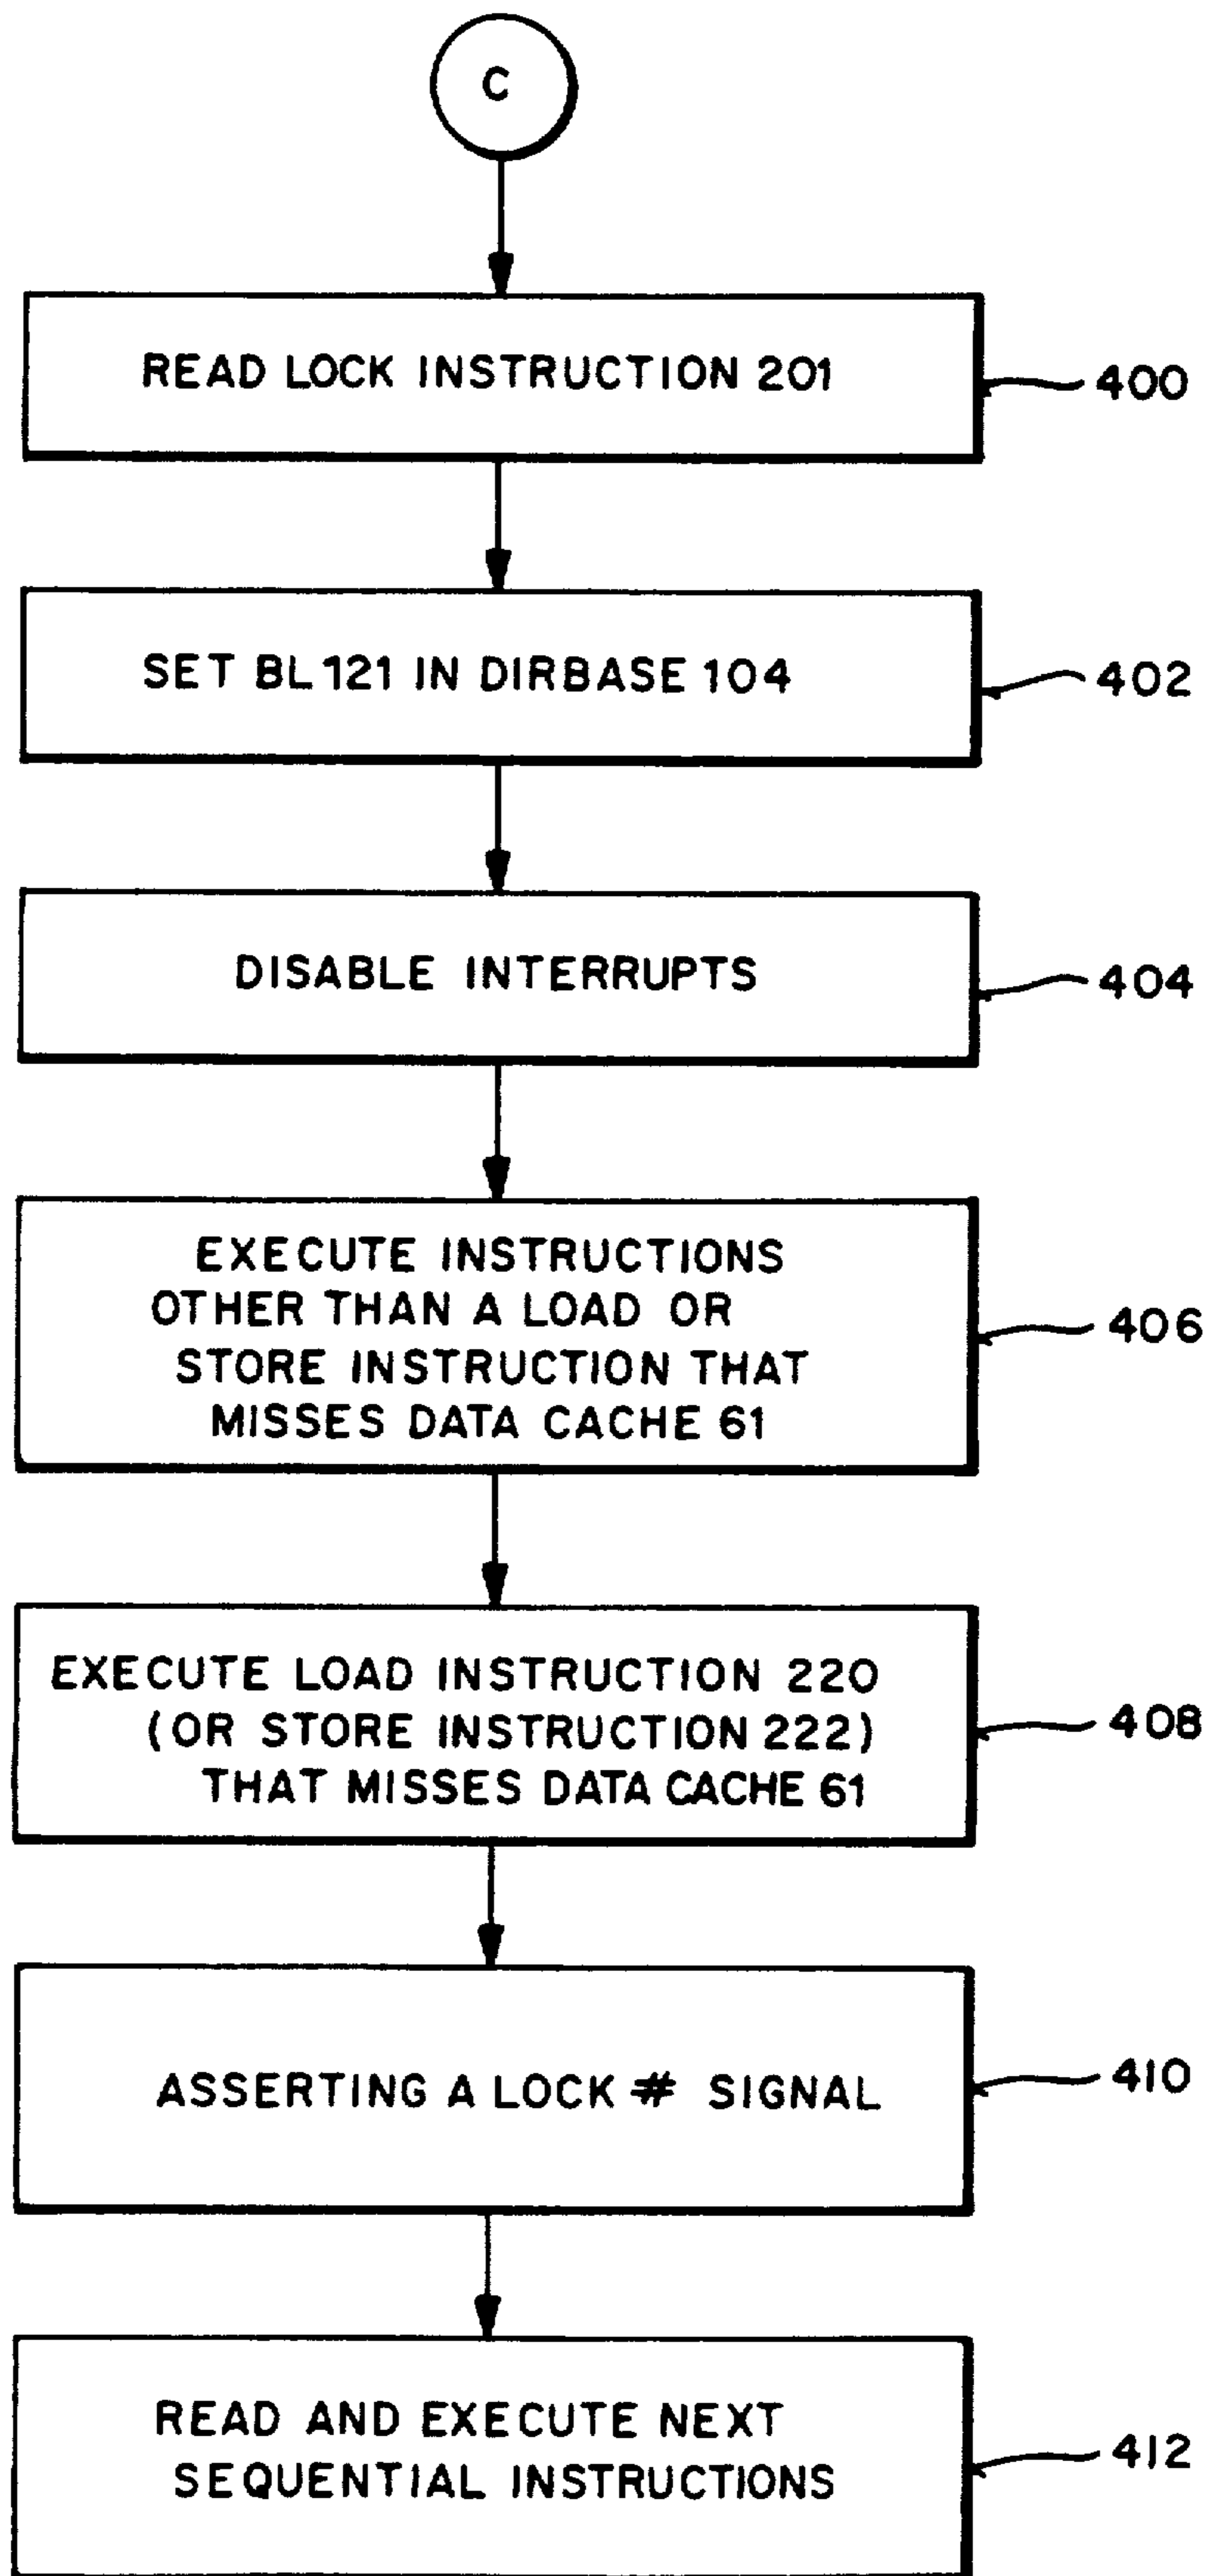 C
READ LOCK INSTRUCTION 201
400
SET BL 121 IN DIRBASE 104
402
DISABLE INTERRUPTS
404
EXECUTE INSTRUCTIONS
OTHER THAN A LOAD OR
STORE INSTRUCTION THAT
MISSES DATA CACHE 61
406
EXECUTE LOAD INSTRUCTION 220
(OR STORE INSTRUCTION 222)
THAT MISSES DATA CACHE 61
408
ASSERTING A LOCK # SIGNAL
410
READ AND EXECUTE NEXT
SEQUENTIAL INSTRUCTIONS
412